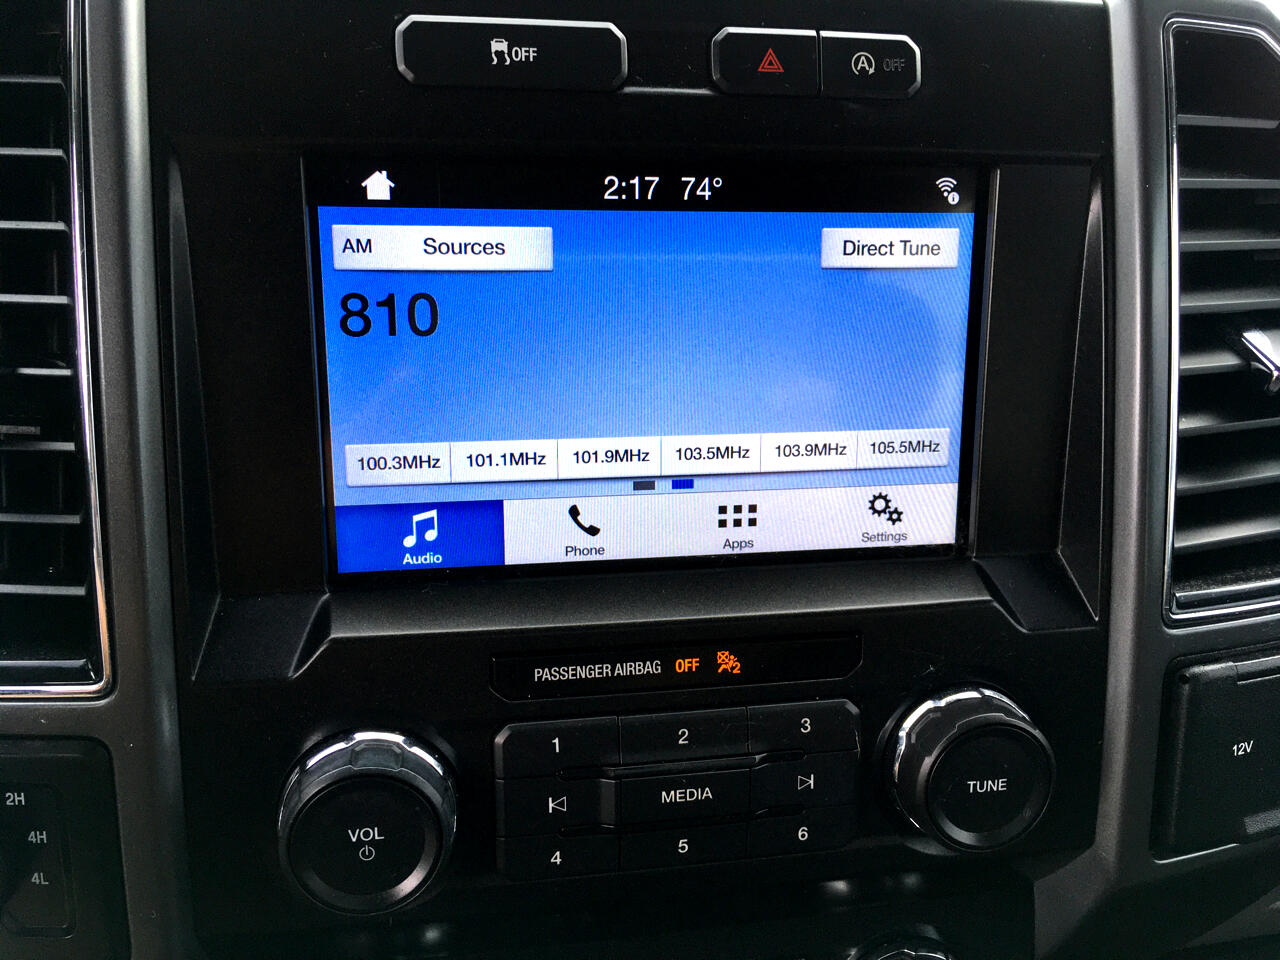 OFF
A OFF
2:17 74°
AM Sources
Direct Tune
810
100.3MHz 101.1MHz 101.9MHz 103.5MHz 103.9MHz 105.5MHz
Audio Phone Apps Settings
PASSENGER AIRBAG OFF 2
1 2 3
MEDIA
4 5 6
VOL
TUNE
2H
4H
4L
12V